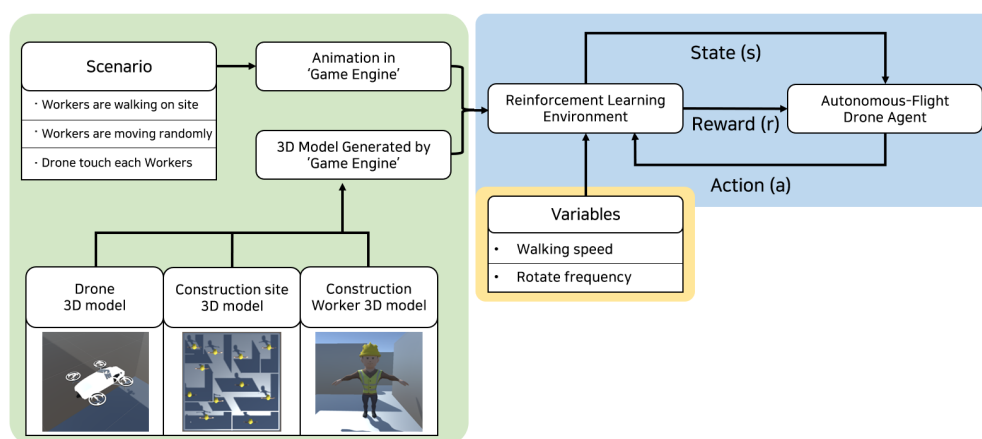 Scenario
· Workers are walking on site
· Workers are moving randomly
· Drone touch each Workers
Animation in
'Game Engine'
3D Model Generated by
'Game Engine'
Drone
3D model
Construction site
3D model
Construction
Worker 3D model
Reinforcement Learning
Environment
State (s)
Reward (r)
Action (a)
Autonomous-Flight
Drone Agent
Variables
• Walking speed
• Rotate frequency